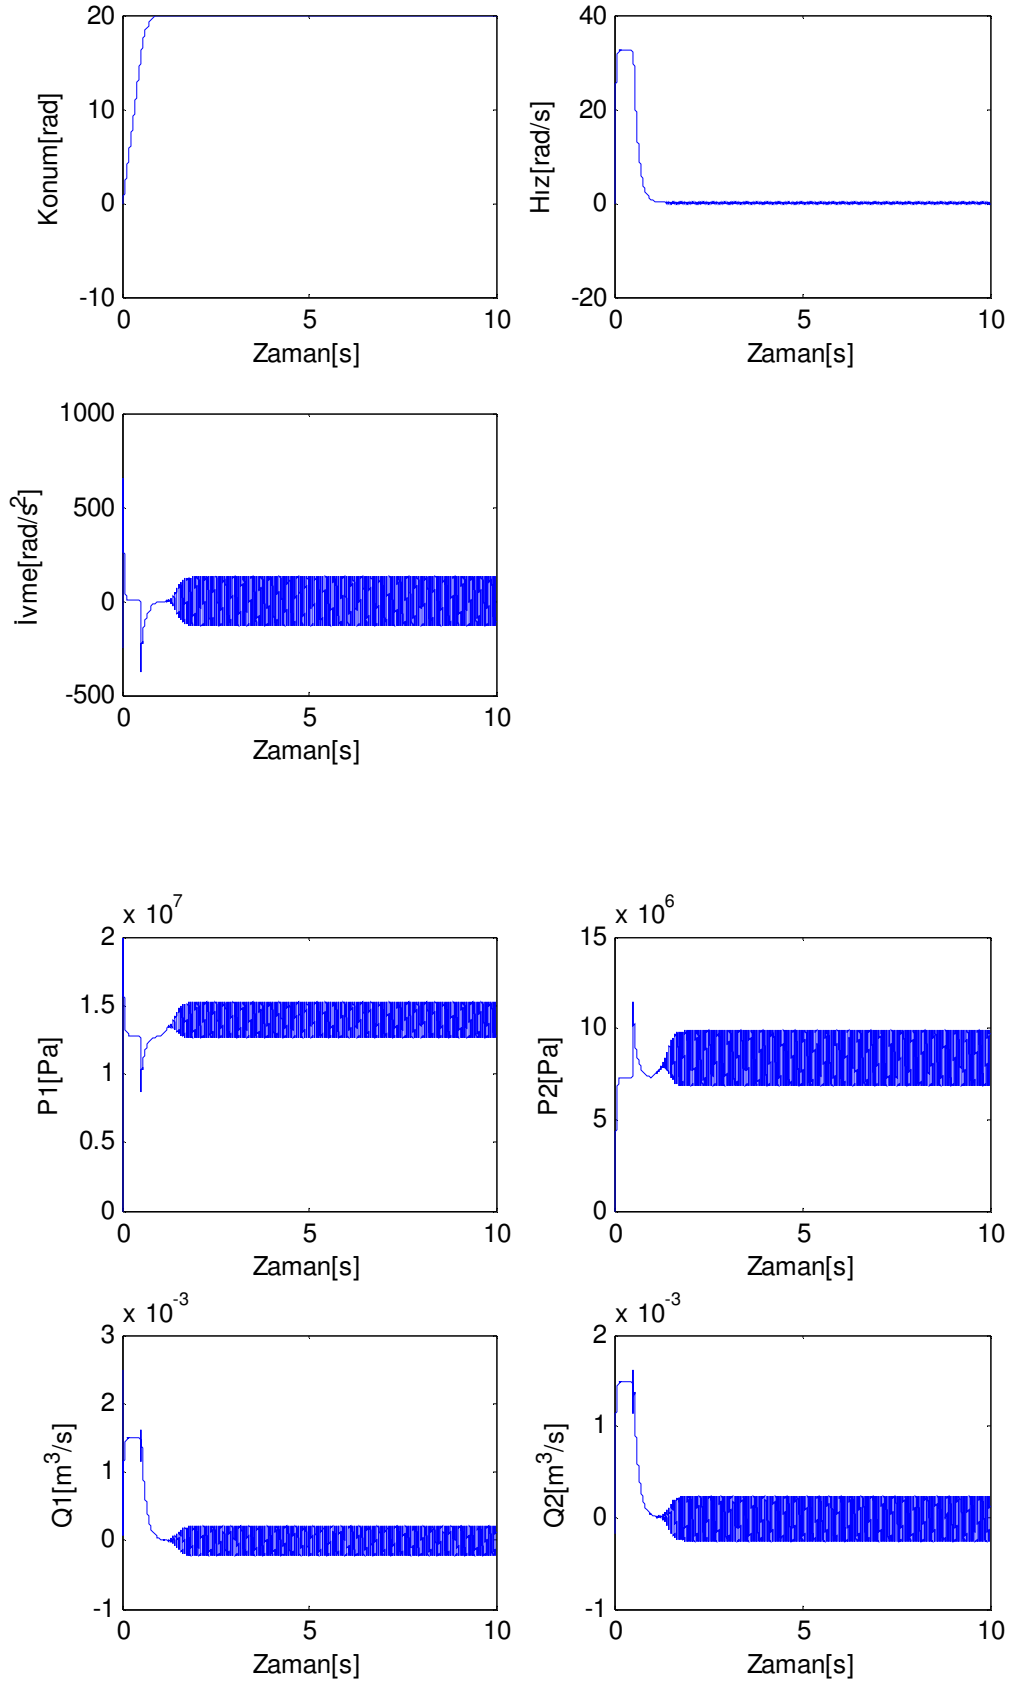 20
10
0
-10
Konum[rad]
0 5 10
Zaman[s]
40
20
0
-20
Hız[rad/s]
0 5 10
Zaman[s]
1000
500
0
-500
İvme[rad/s²]
0 5 10
Zaman[s]
x 10⁷
2
1.5
1
0.5
0
P1[Pa]
0 5 10
Zaman[s]
x 10⁶
15
10
5
0
P2[Pa]
0 5 10
Zaman[s]
x 10⁻³
3
2
1
0
-1
Q1[m³/s]
0 5 10
Zaman[s]
x 10⁻³
2
1
0
-1
Q2[m³/s]
0 5 10
Zaman[s]